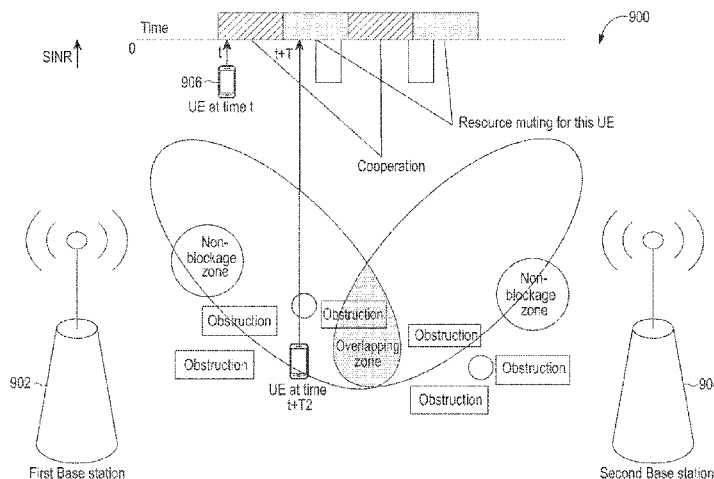 Time
900
0
SINR
t
t+T
906
UE at time t
Resource muting for this UE
Cooperation
Non-
blockage
zone
Non-
blockage
zone
Obstruction
Obstruction
Obstruction
Overlapping
zone
Obstruction
Obstruction
Obstruction
902
UE at time
t+T2
90
First Base station
Second Base station